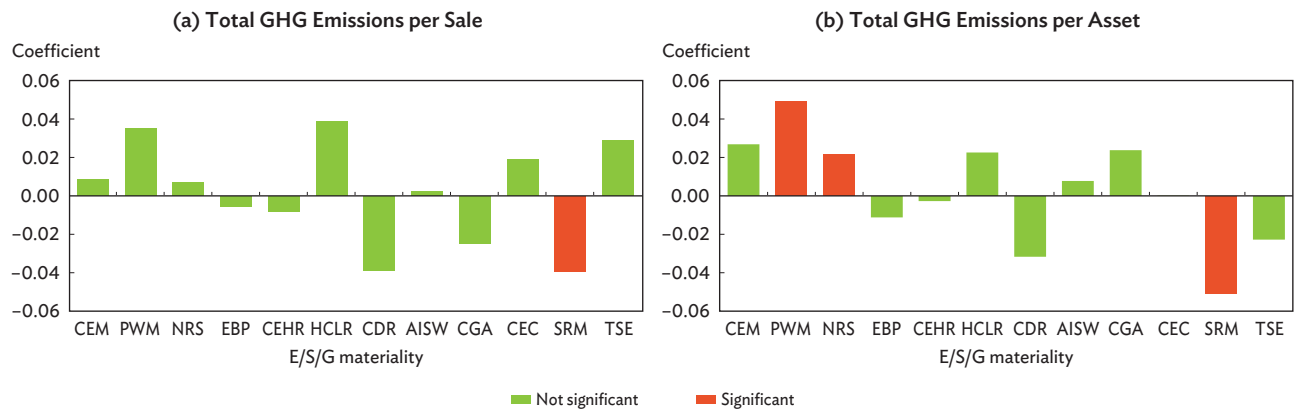 (a) Total GHG Emissions per Sale
Coefficient
0.06
0.04
0.02
0.00
–0.02
–0.04
–0.06
CEM PWM NRS EBP CEHR HCLR CDR AISW CGA CEC SRM TSE
E/S/G materiality
(b) Total GHG Emissions per Asset
Coefficient
0.06
0.04
0.02
0.00
–0.02
–0.04
–0.06
CEM PWM NRS EBP CEHR HCLR CDR AISW CGA CEC SRM TSE
E/S/G materiality
Not significant Significant